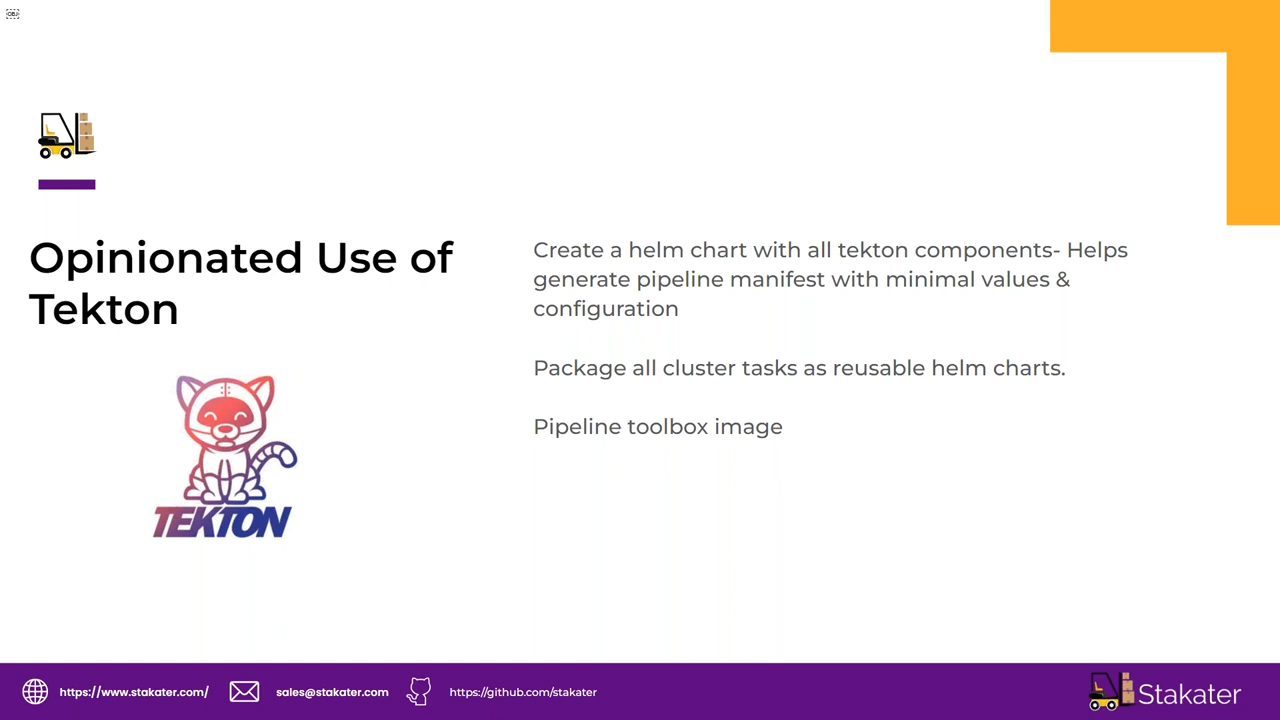 OBJ
Opinionated Use of
Tekton
TEKTON
Create a helm chart with all tekton components- Helps
generate pipeline manifest with minimal values &
configuration
Package all cluster tasks as reusable helm charts.
Pipeline toolbox image
https://www.stakater.com/
sales@stakater.com
https://github.com/stakater
Stakater